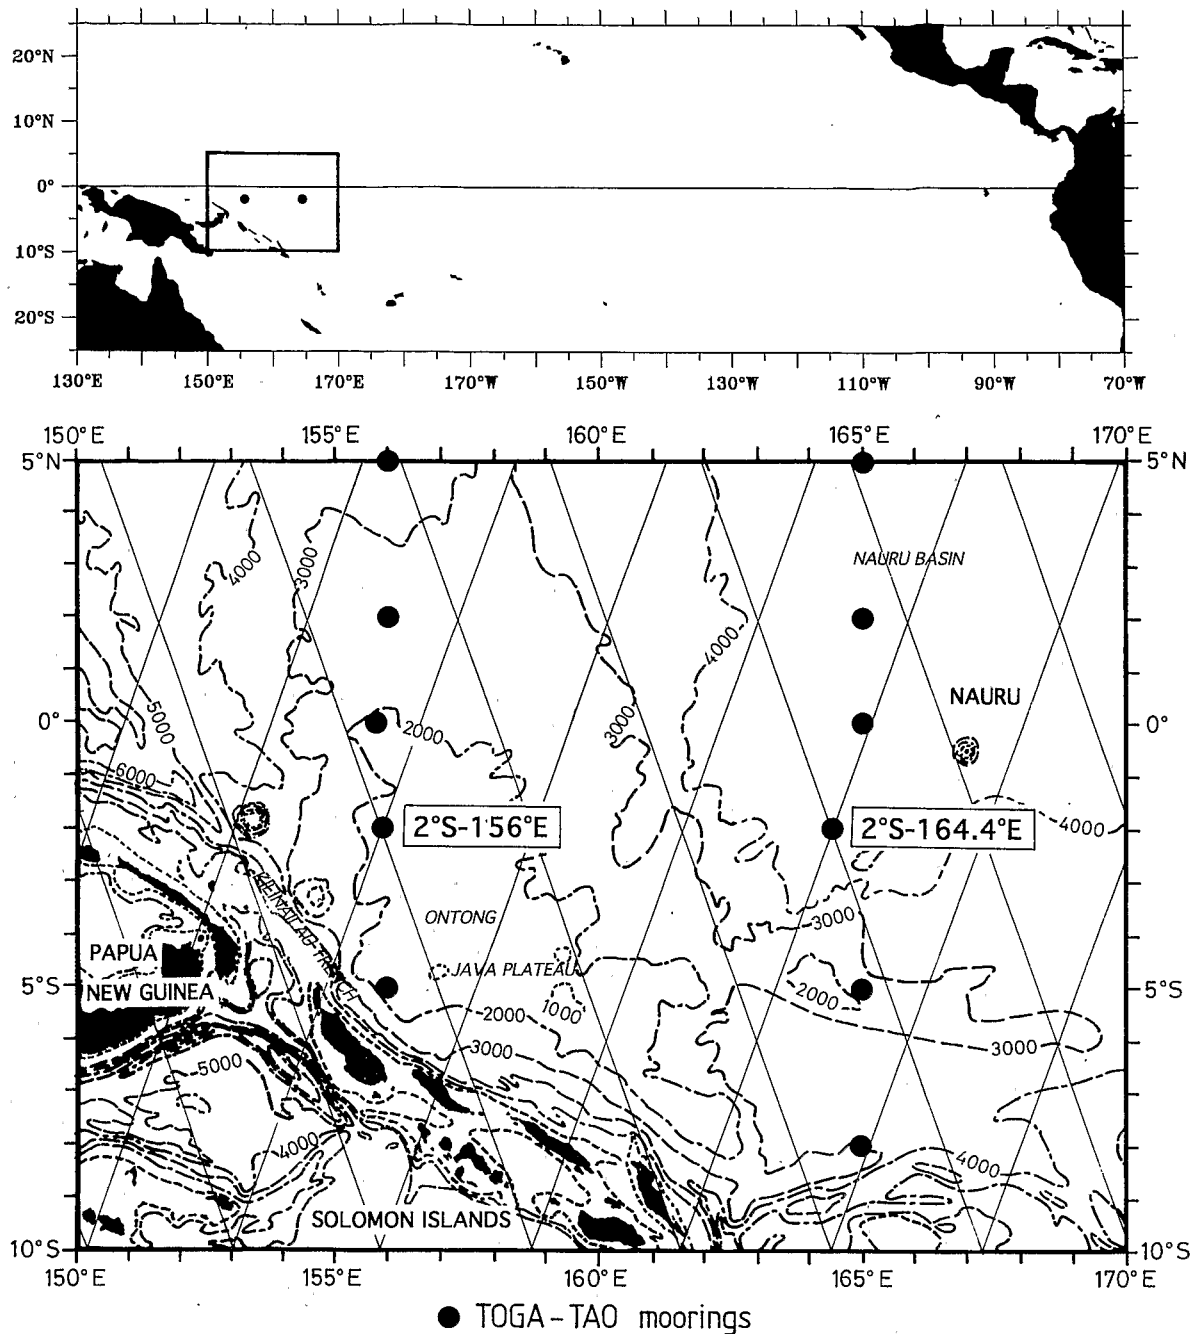 20°N
10°N
0°
10°S
20°S
130°E 150°E 170°E 170°W 150°W 130°W 110°W 90°W 70°W
150°E 155°E 160°E 165°E 170°E
5°N 5°N
4000
3000
NAURU BASIN
4000
5000
NAURU
0° 2000 3000 0°
6000
2°S-156°E 2°S-164.4°E 4000
KILINAILAU TRENCH
ONTONG 3000
PAPUA
JAVA PLATEAU
5°S NEW GUINEA 2000 5°S
1000
2000
3000 3000
5000
4000
4000
SOLOMON ISLANDS
10°S 10°S
150°E 155°E 160°E 165°E 170°E
TOGA-TAO moorings